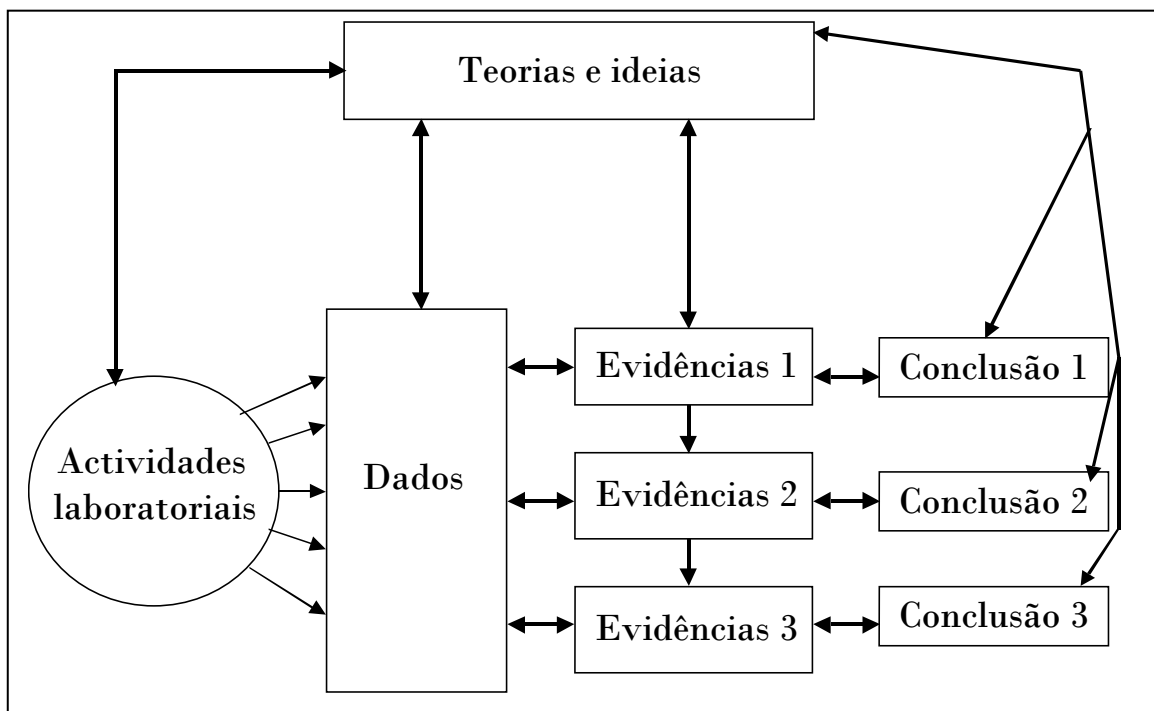 Teorias e ideias
Actividades
laboratoriais
Dados
Evidências 1
Conclusão 1
Evidências 2
Conclusão 2
Evidências 3
Conclusão 3